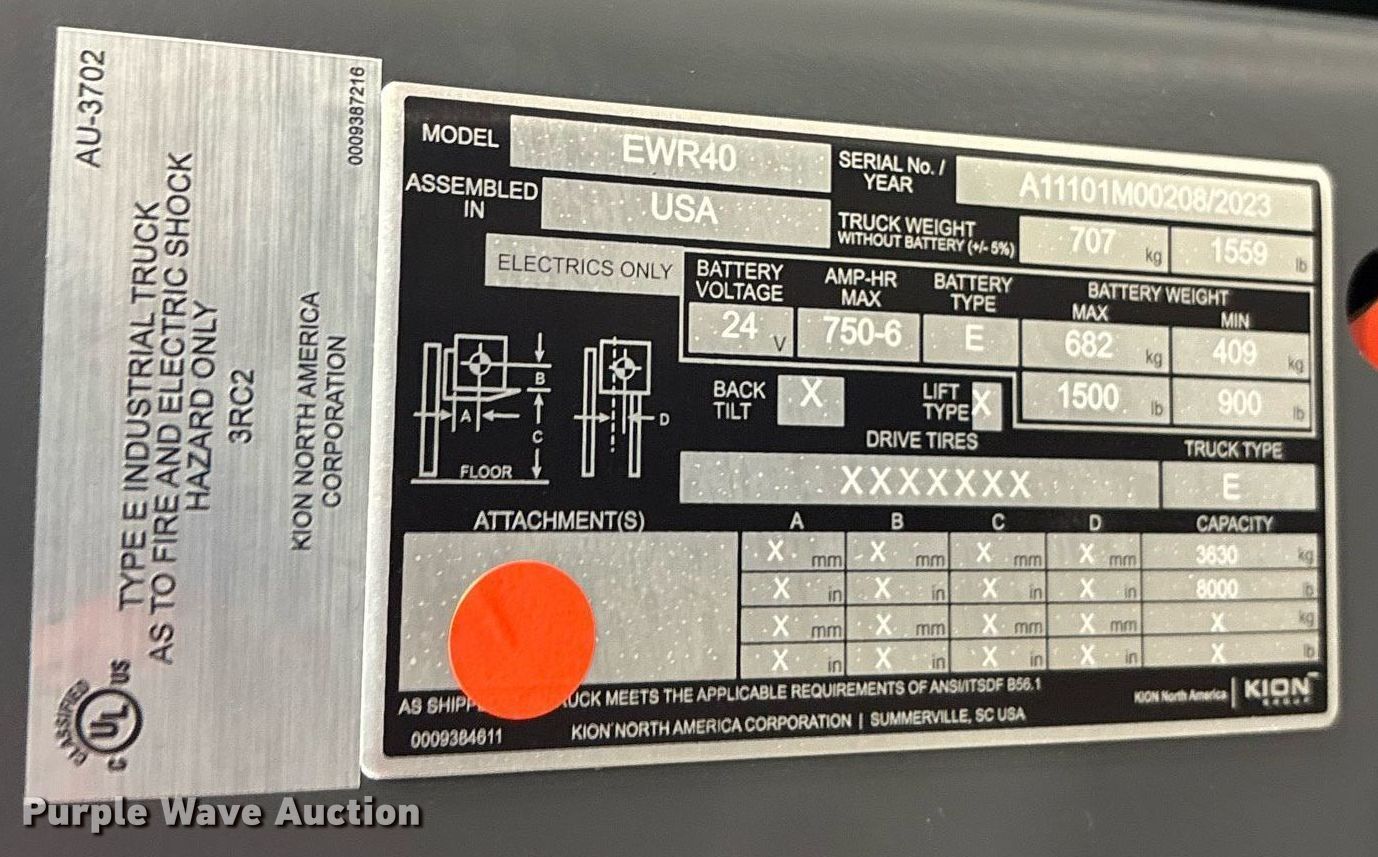 AU-3702
TYPE E INDUSTRIAL TRUCK
AS TO FIRE AND ELECTRIC SHOCK
HAZARD ONLY
3RC2
KION NORTH AMERICA
CORPORATION
0009387216
CLASSIFIED
C UL US
MODEL EWR40
SERIAL No. / YEAR A11101M00208/2023
ASSEMBLED IN USA
TRUCK WEIGHT
WITHOUT BATTERY (+/- 5%) 707 kg 1559 lb
ELECTRICS ONLY
BATTERY VOLTAGE AMP-HR MAX BATTERY TYPE BATTERY WEIGHT
MAX MIN
24 V 750-6 E 682 kg 409 kg
1500 lb 900 lb
BACK TILT X LIFT TYPE X
A B C D
FLOOR
DRIVE TIRES TRUCK TYPE
XXXXXXX E
ATTACHMENT(S) A B C D CAPACITY
X mm X mm X mm X mm 3630 kg
X in X in X in X in 8000 lb
X mm X mm X mm X mm X kg
X in X in X in X in X lb
AS SHIPP UCK MEETS THE APPLICABLE REQUIREMENTS OF ANSI/ITSDF B56.1
0009384611 KION NORTH AMERICA CORPORATION | SUMMERVILLE, SC USA
KION North America | KION GROUP
Purple Wave Auction